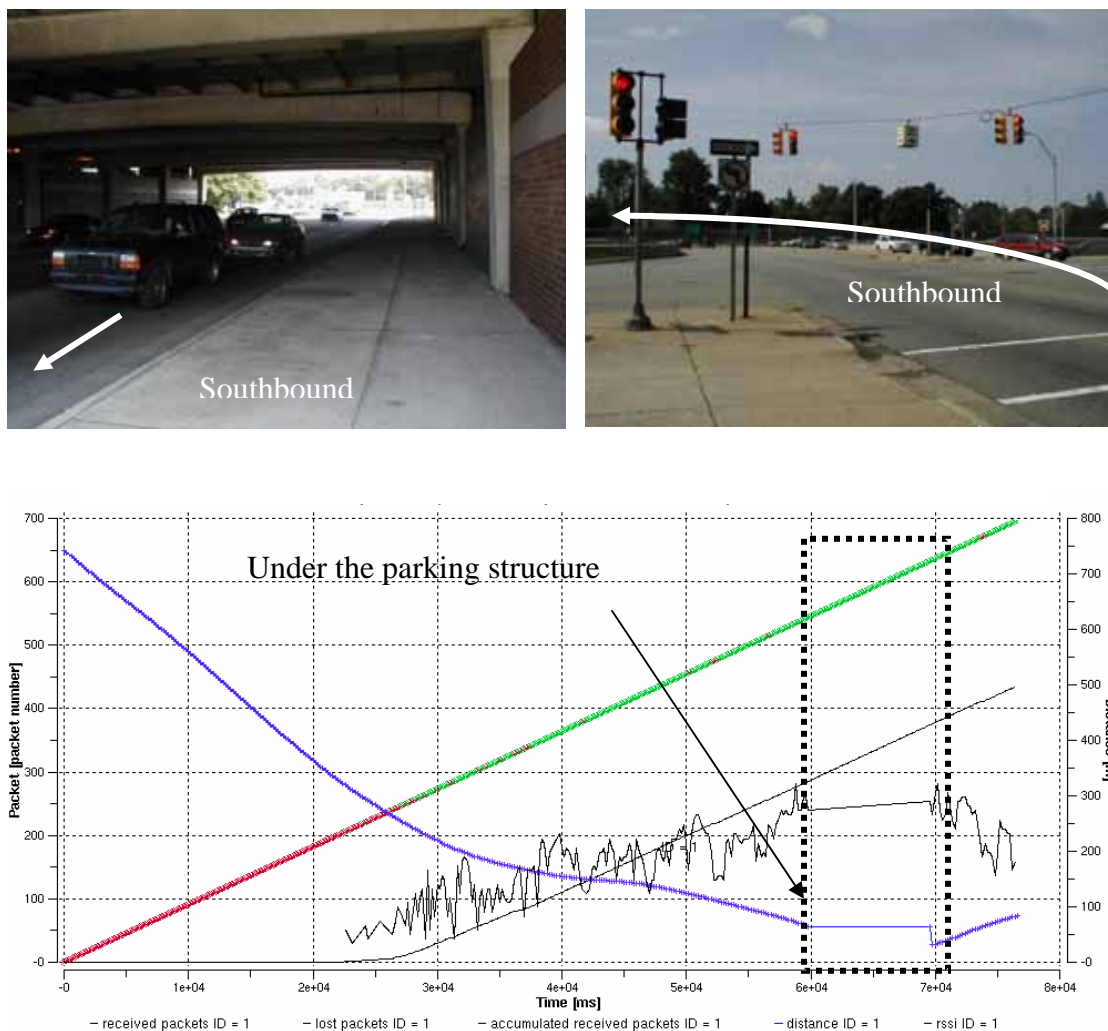 Southbound
Southbound
Under the parking structure
700
600
500
400
300
200
100
-0
Packet [packet number]
800
700
600
500
400
300
200
100
-0
-0
1e+04
2e+04
3e+04
4e+04
5e+04
6e+04
7e+04
8e+04
Time [ms]
received packets ID = 1
lost packets ID = 1
accumulated received packets ID = 1
distance ID = 1
rssi ID = 1